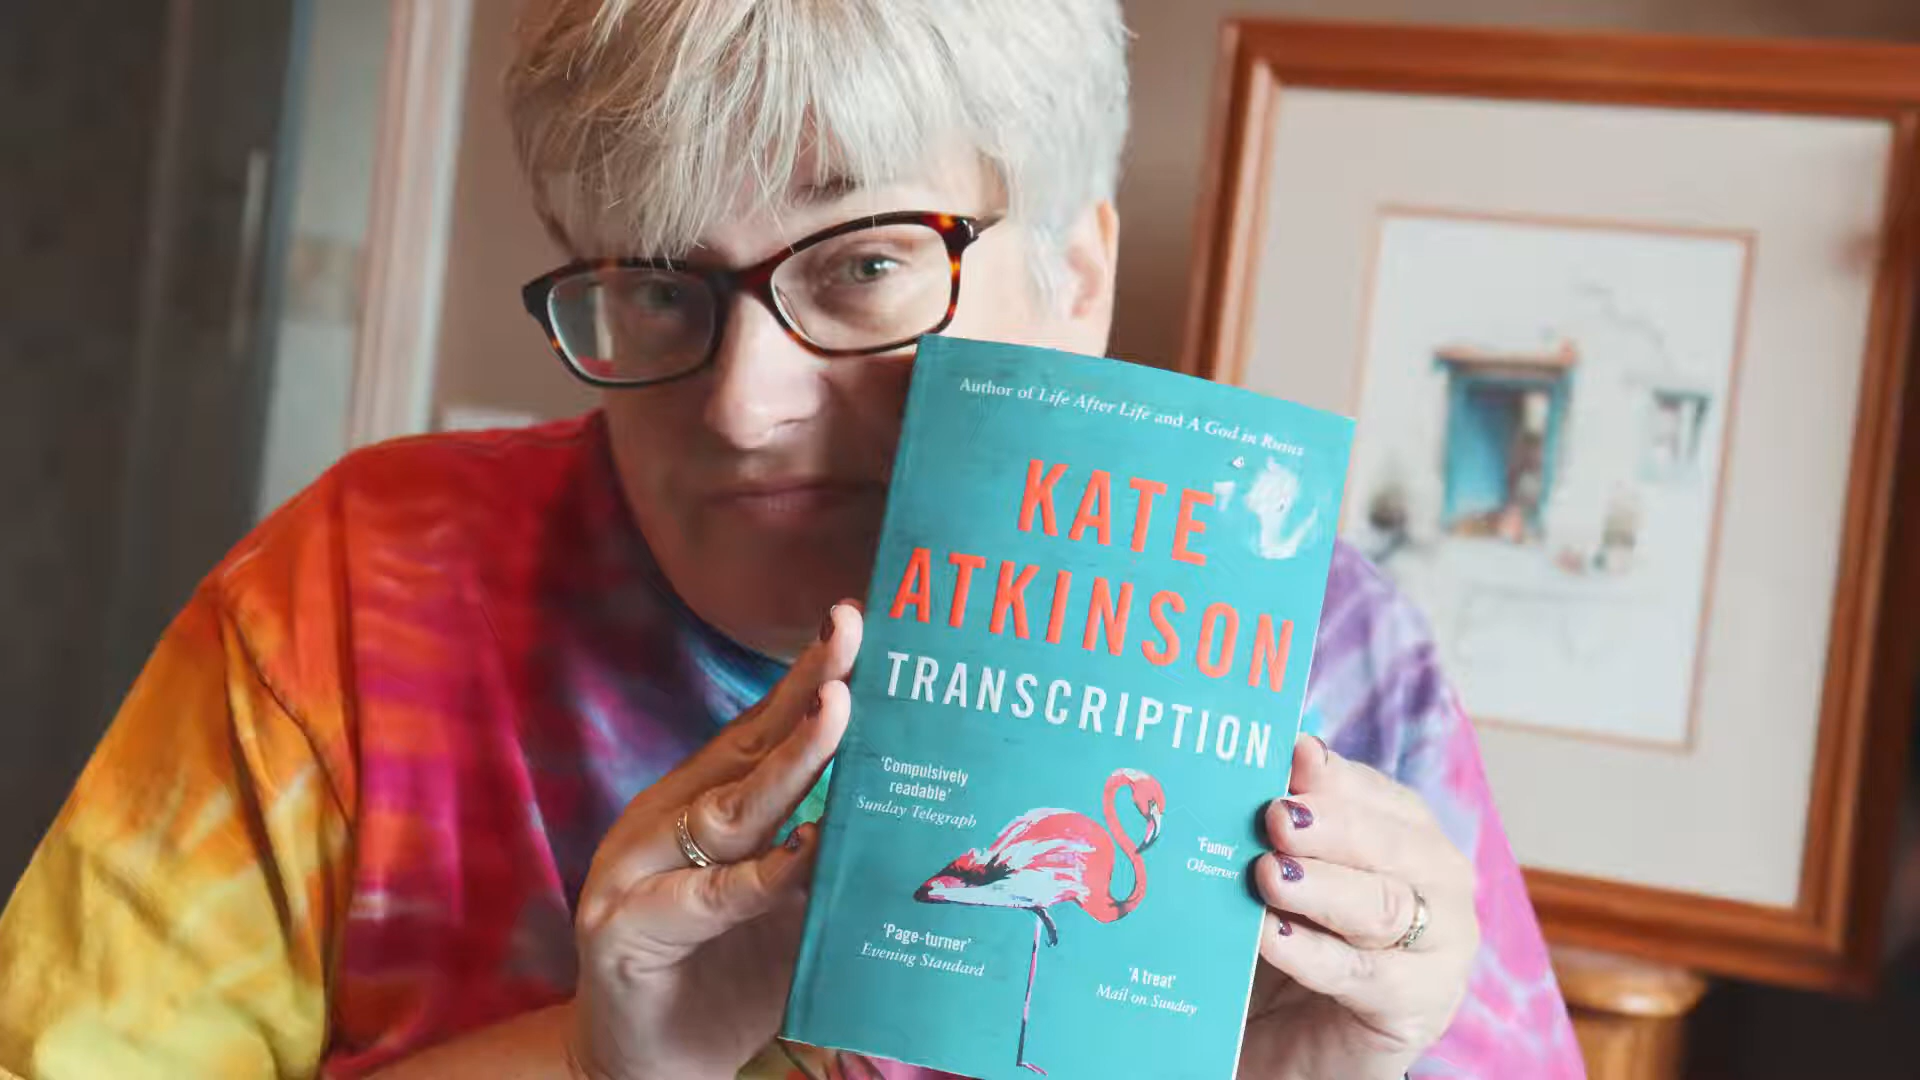 Author of Life After Life and A God in Ruins
KATE
ATKINSON
TRANSCRIPTION
'Compulsively
readable'
Sunday Telegraph
'Funny'
Observer
'Page-turner'
Evening Standard
'A treat'
Mail on Sunday